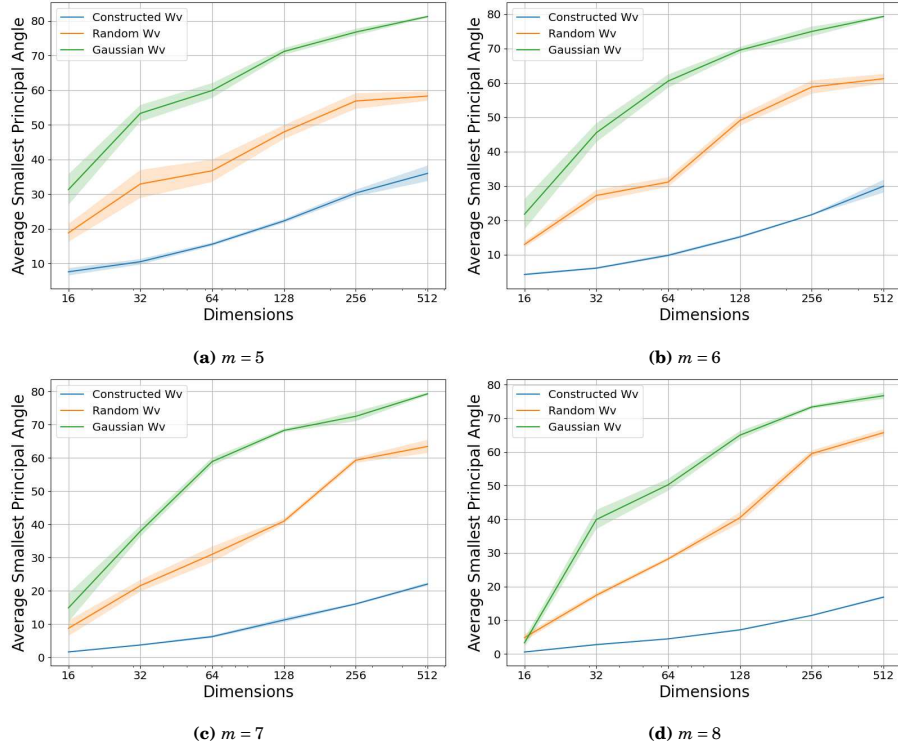 Constructed Wv
Random Wv
Gaussian Wv
80
70
60
50
40
30
20
10
16 32 64 128 256 512
Average Smallest Principal Angle
Dimensions
(a) m = 5
Constructed Wv
Random Wv
Gaussian Wv
80
70
60
50
40
30
20
10
16 32 64 128 256 512
Average Smallest Principal Angle
Dimensions
(b) m = 6
Constructed Wv
Random Wv
Gaussian Wv
80
70
60
50
40
30
20
10
0
16 32 64 128 256 512
Average Smallest Principal Angle
Dimensions
(c) m = 7
Constructed Wv
Random Wv
Gaussian Wv
80
70
60
50
40
30
20
10
0
16 32 64 128 256 512
Average Smallest Principal Angle
Dimensions
(d) m = 8